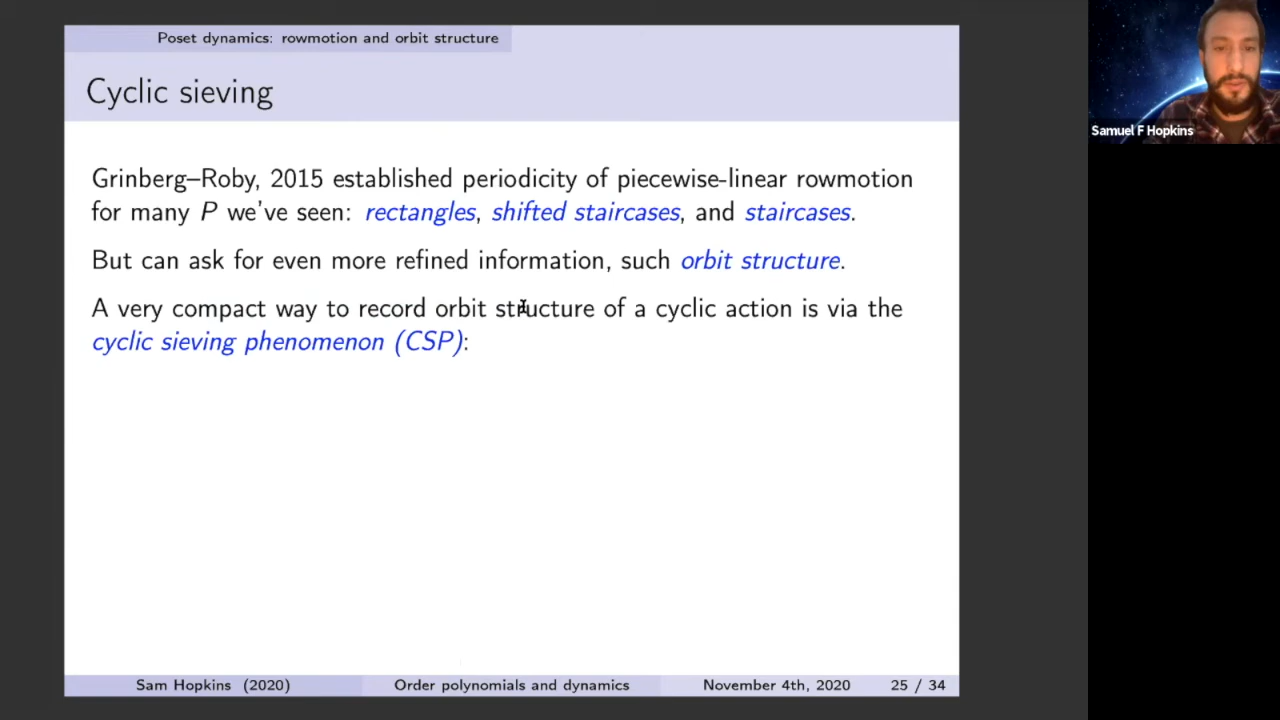 Poset dynamics: rowmotion and orbit structure
Cyclic sieving
Grinberg–Roby, 2015 established periodicity of piecewise-linear rowmotion
for many P we've seen: rectangles, shifted staircases, and staircases.
But can ask for even more refined information, such orbit structure.
A very compact way to record orbit structure of a cyclic action is via the
cyclic sieving phenomenon (CSP):
Sam Hopkins (2020) Order polynomials and dynamics November 4th, 2020 25 / 34
Samuel F Hopkins